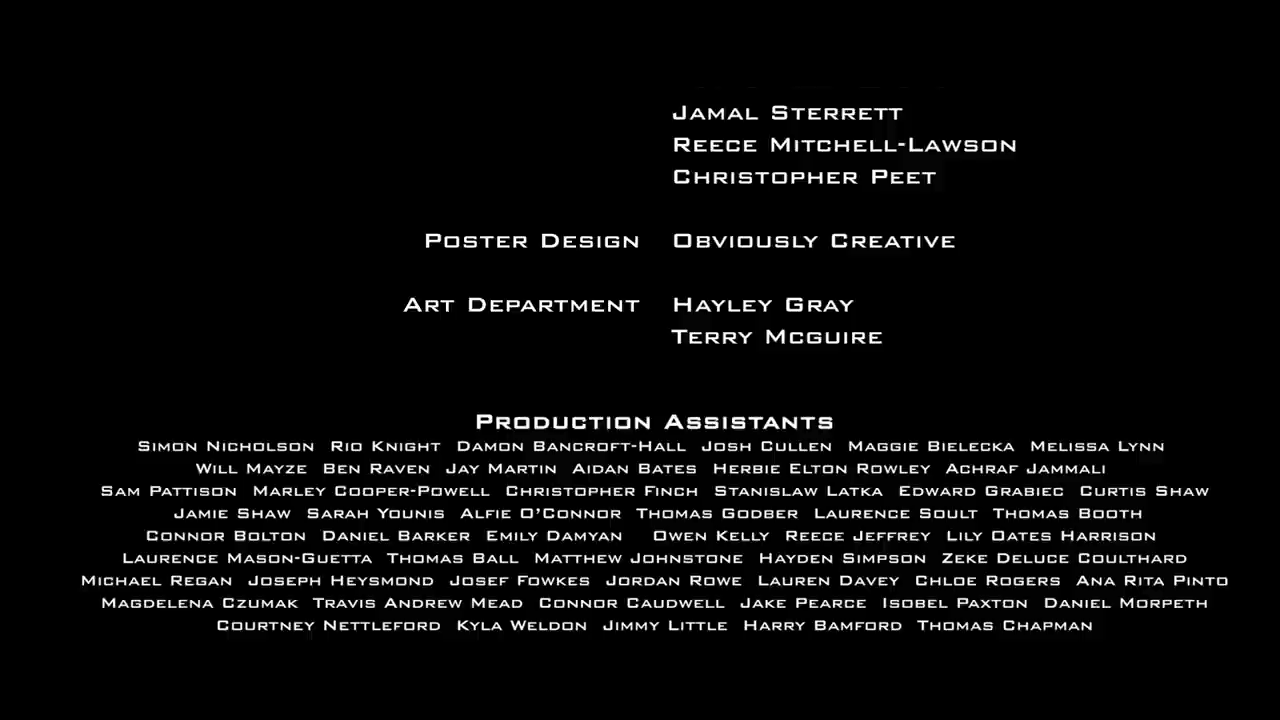 Jamal Sterrett
Reece Mitchell-Lawson
Christopher Peet
Poster Design Obviously Creative
Art Department Hayley Gray
Terry Mcguire
Production Assistants
Simon Nicholson Rio Knight Damon Bancroft-Hall Josh Cullen Maggie Bielecka Melissa Lynn
Will Mayze Ben Raven Jay Martin Aidan Bates Herbie Elton Rowley Achraf Jammali
Sam Pattison Marley Cooper-Powell Christopher Finch Stanislaw Latka Edward Grabiec Curtis Shaw
Jamie Shaw Sarah Younis Alfie O'Connor Thomas Godber Laurence Soult Thomas Booth
Connor Bolton Daniel Barker Emily Damyan Owen Kelly Reece Jeffrey Lily Oates Harrison
Laurence Mason-Guetta Thomas Ball Matthew Johnstone Hayden Simpson Zeke Deluce Coulthard
Michael Regan Joseph Heysmond Josef Fowkes Jordan Rowe Lauren Davey Chloe Rogers Ana Rita Pinto
Magdelena Czumak Travis Andrew Mead Connor Caudwell Jake Pearce Isobel Paxton Daniel Morpeth
Courtney Nettleford Kyla Weldon Jimmy Little Harry Bamford Thomas Chapman